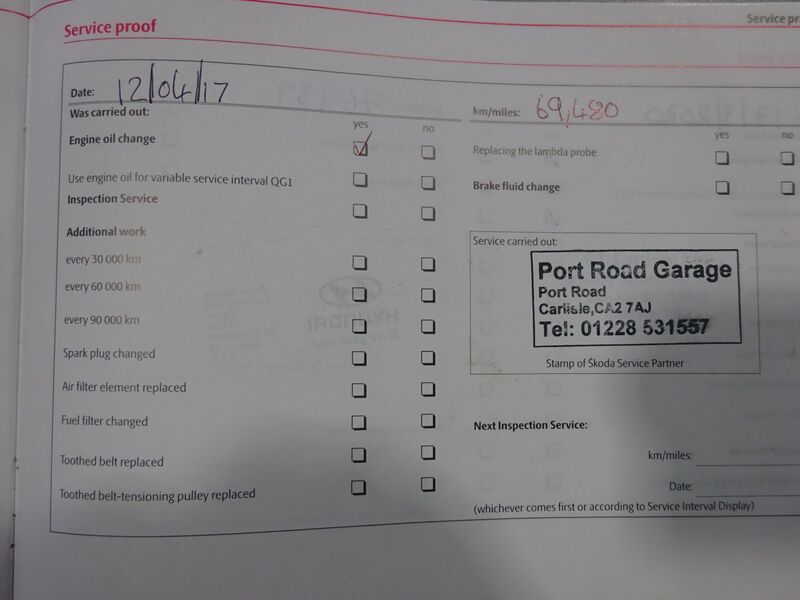 Service proof
Service pr
Date: 12/04/17
km/miles: 69,480
Was carried out:
yes no
yes no
Engine oil change
Replacing the lambda probe
Use engine oil for variable service interval QG1
Brake fluid change
Inspection Service
Additional work
every 30 000 km
every 60 000 km
every 90 000 km
Spark plug changed
Air filter element replaced
Fuel filter changed
Toothed belt replaced
Toothed belt-tensioning pulley replaced
Service carried out:
Port Road Garage
Port Road
Carlisle,CA2 7AJ
Tel: 01228 531557
Stamp of Škoda Service Partner
Next Inspection Service:
km/miles:
Date:
(whichever comes first or according to Service Interval Display)